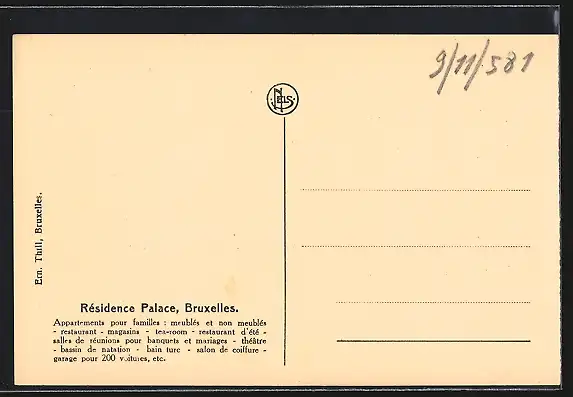 9/11/581
NELS
Ern. Thill, Bruxelles.
Résidence Palace, Bruxelles.
Appartements pour familles : meublés et non meublés
- restaurant - magasins - tea-room - restaurant d'été -
salles de réunions pour banquets et mariages - théâtre
- bassin de natation - bain turc - salon de coiffure -
garage pour 200 voitures, etc.